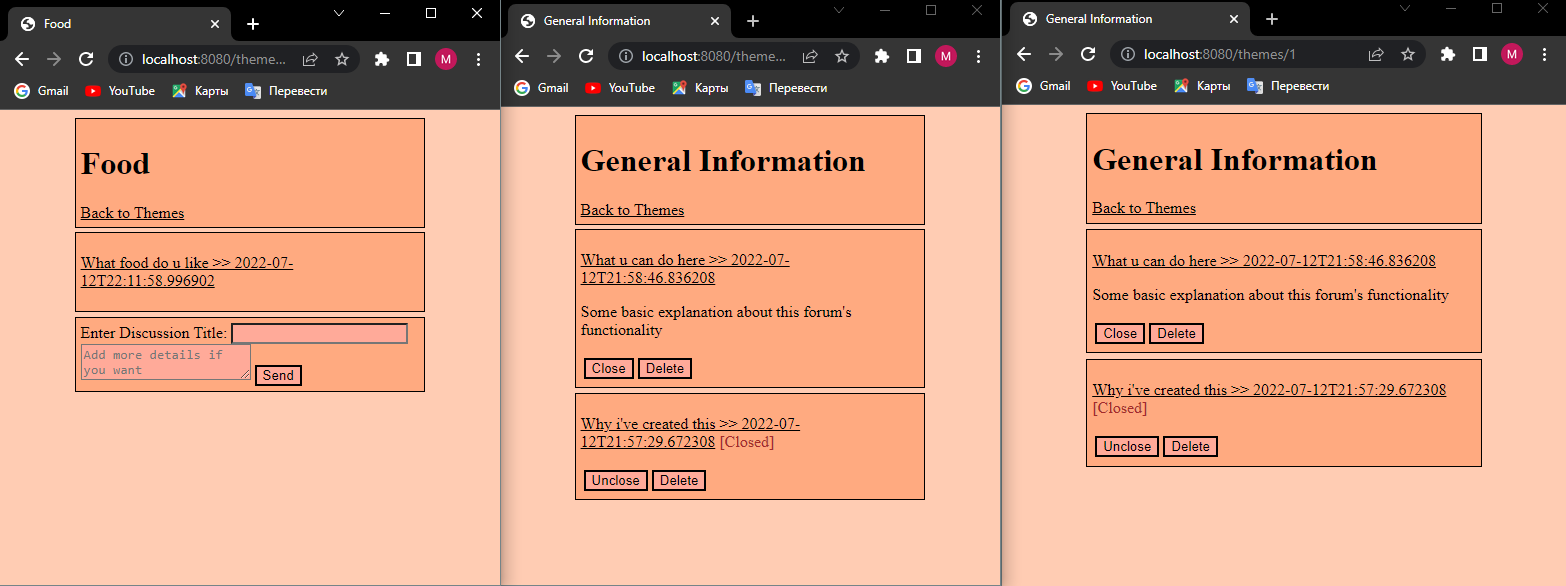 Food
localhost:8080/theme...
M
Gmail
YouTube
Карты
Перевести
Food
Back to Themes
What food do u like >> 2022-07-
12T22:11:58.996902
Enter Discussion Title:
Add more details if
you want
Send
General Information
localhost:8080/theme...
M
Gmail
YouTube
Карты
Перевести
General Information
Back to Themes
What u can do here >> 2022-07-
12T21:58:46.836208
Some basic explanation about this forum's
functionality
Close Delete
Why i've created this >> 2022-07-
12T21:57:29.672308 [Closed]
Unclose Delete
General Information
localhost:8080/themes/1
M
Gmail
YouTube
Карты
Перевести
General Information
Back to Themes
What u can do here >> 2022-07-12T21:58:46.836208
Some basic explanation about this forum's functionality
Close Delete
Why i've created this >> 2022-07-12T21:57:29.672308
[Closed]
Unclose Delete